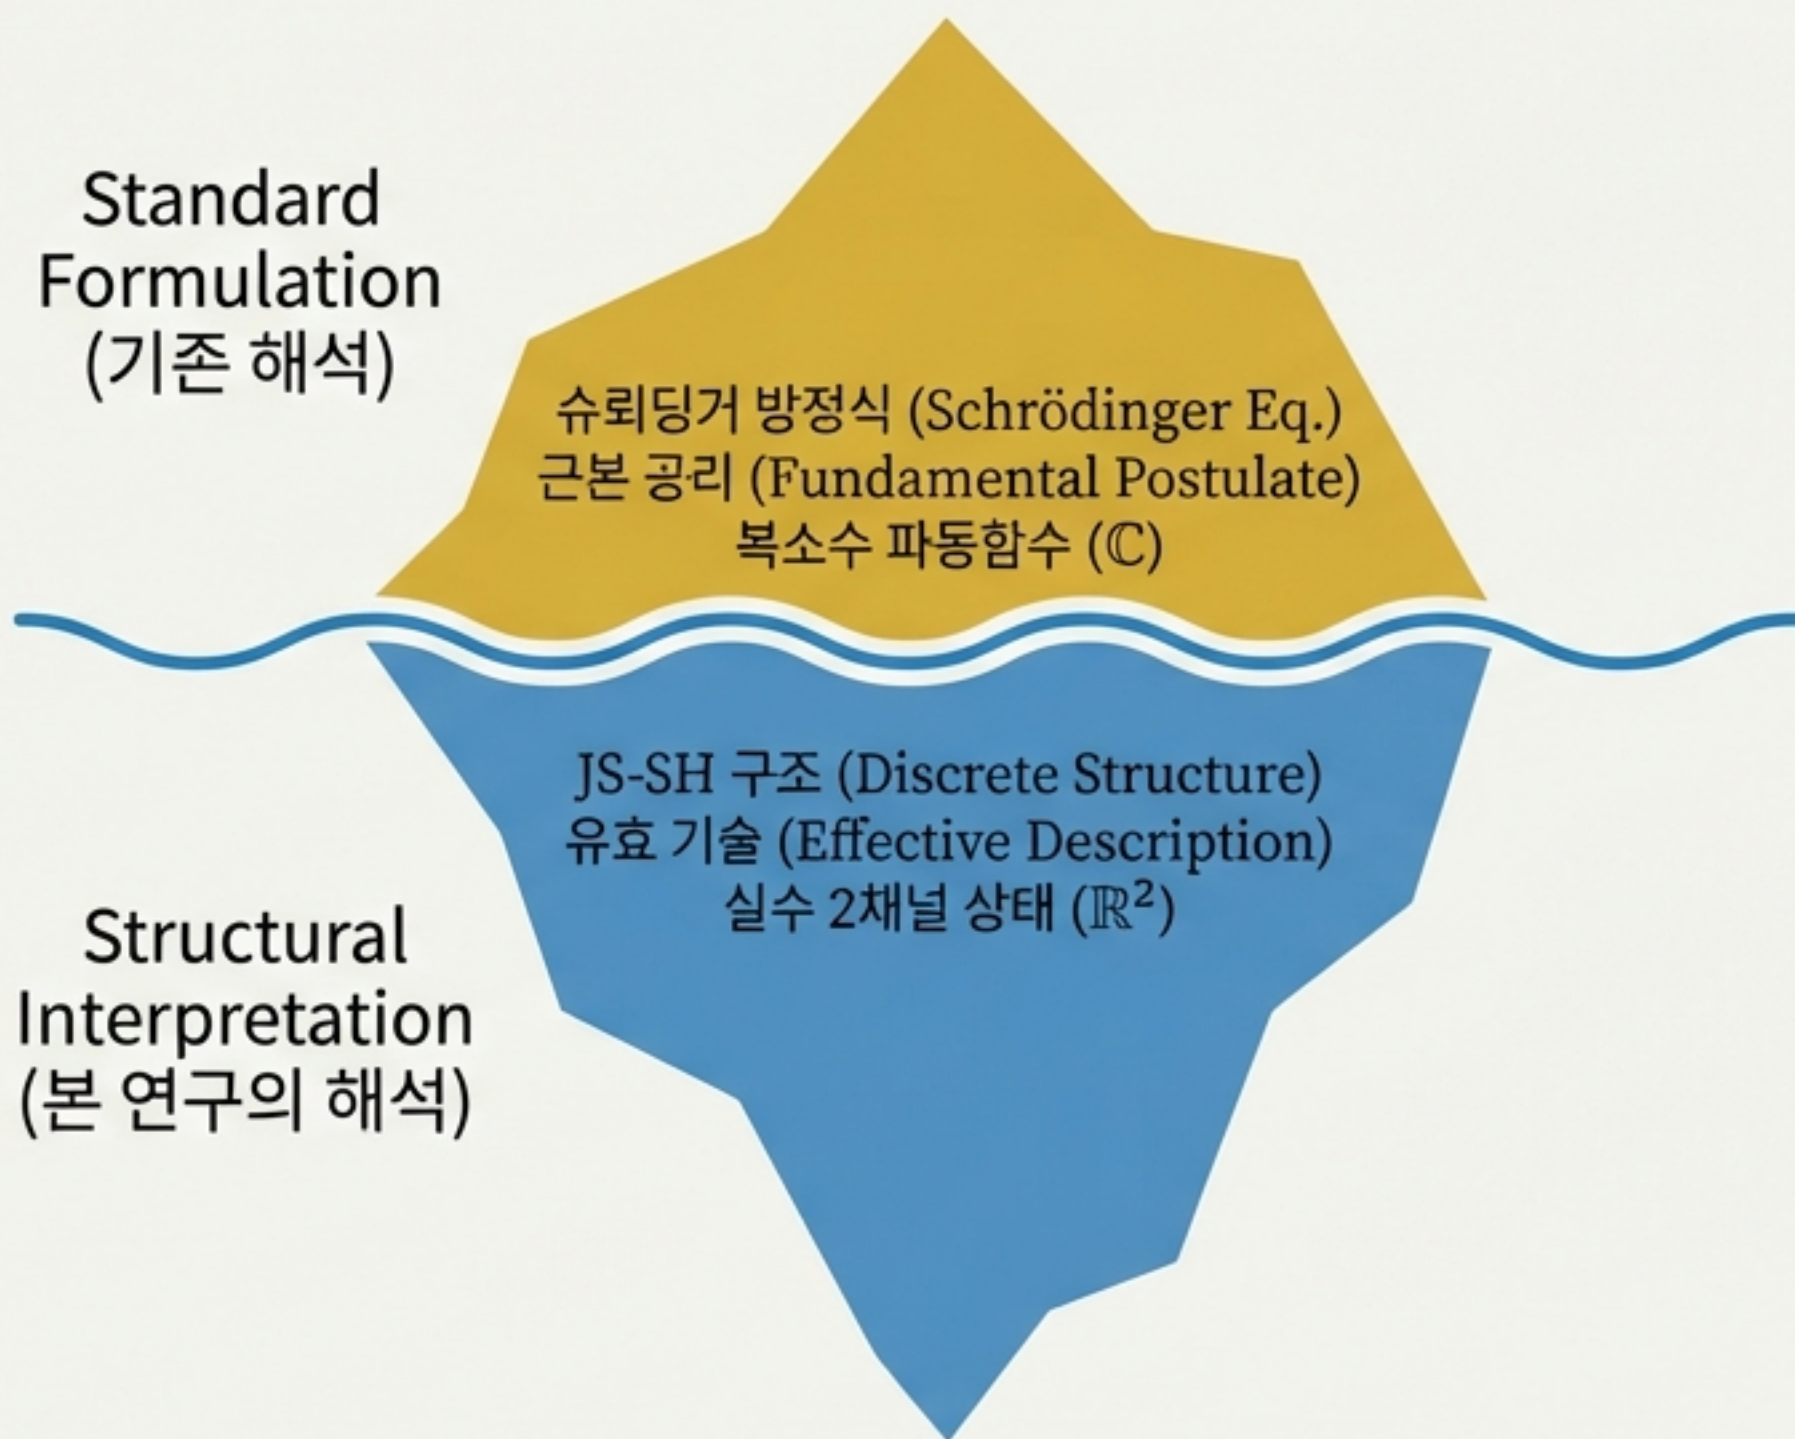 Standard
Formulation
(기존 해석)
슈뢰딩거 방정식 (Schrödinger Eq.)
근본 공리 (Fundamental Postulate)
복소수 파동함수 (ℂ)
JS-SH 구조 (Discrete Structure)
유효 기술 (Effective Description)
실수 2채널 상태 (ℝ²)
Structural
Interpretation
(본 연구의 해석)